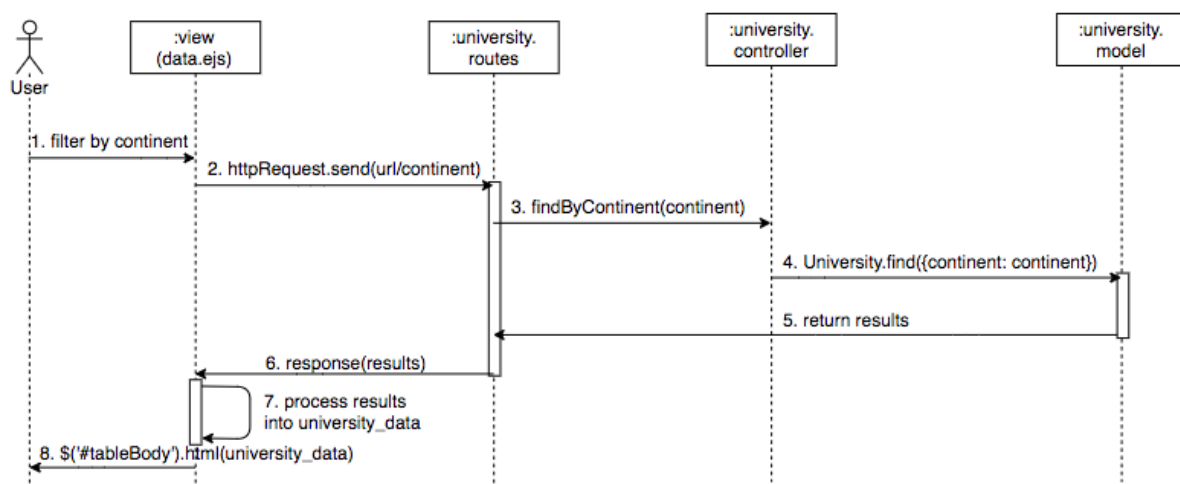 :view
(data.ejs)
:university.
routes
:university.
controller
:university.
model
User
1. filter by continent
2. httpRequest.send(url/continent)
3. findByContinent(continent)
4. University.find({continent: continent})
5. return results
6. response(results)
7. process results
into university_data
8. $('#tableBody').html(university_data)